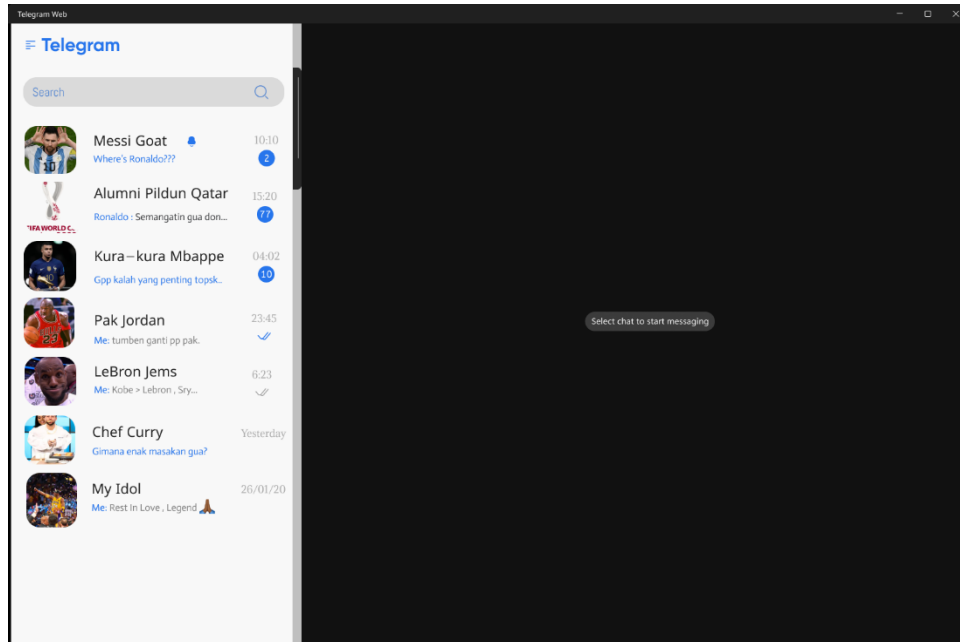 Telegram Web
Telegram
Search
Messi Goat
10:10
Where's Ronaldo???
2
Alumni Pildun Qatar
15:20
Ronaldo : Semangatin gua don...
77
FIFA WORLD C..
Kura-kura Mbappe
04:02
Gpp kalah yang penting topsk..
10
Pak Jordan
23:45
Me: tumben ganti pp pak.
LeBron Jems
6:23
Me: Kobe > Lebron , Sry...
Chef Curry
Yesterday
Gimana enak masakan gua?
My Idol
26/01/20
Me: Rest In Love , Legend 🙏🏾
Select chat to start messaging